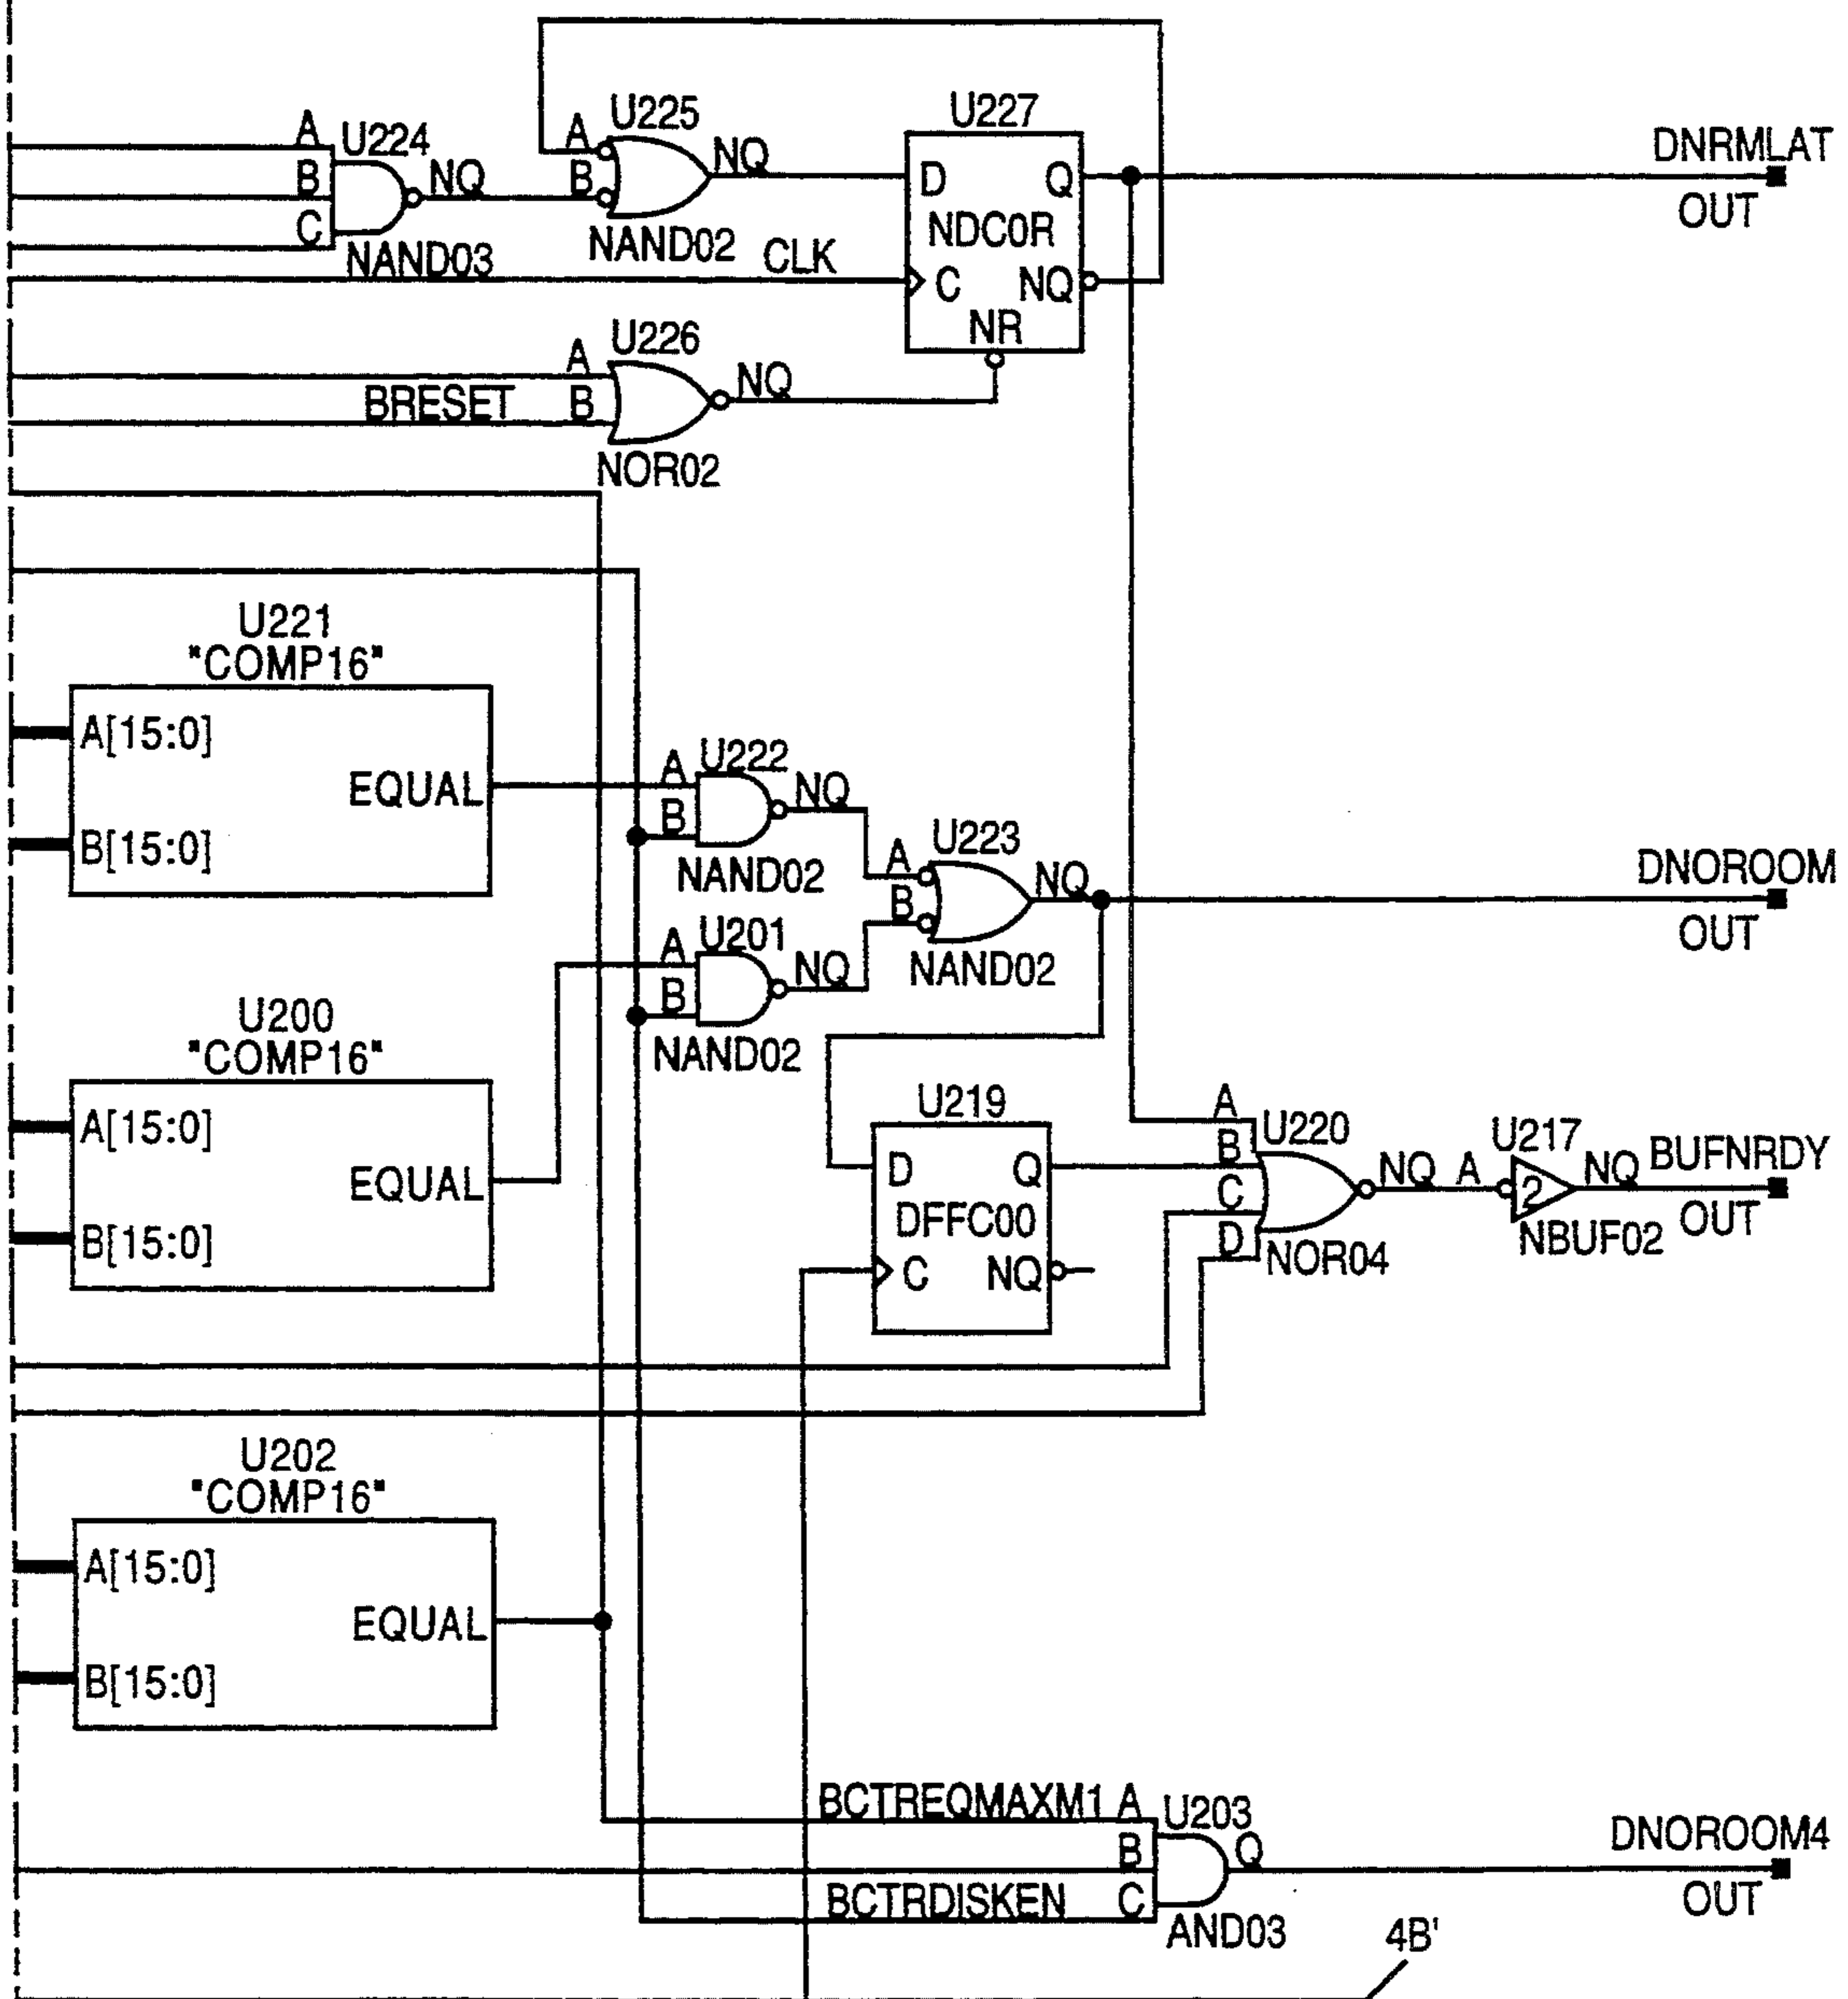 U224
A
B
C
NQ
NAND03
U225
A
B
NQ
NAND02
CLK
U227
D
Q
NDC0R
C
NQ
NR
DNRMLAT
OUT
U226
A
BRESET B
NQ
NOR02
U221
"COMP16"
A[15:0]
EQUAL
B[15:0]
U222
A
B
NQ
NAND02
U223
A
B
NQ
NAND02
DNOROOM
OUT
U201
A
B
NQ
NAND02
U200
"COMP16"
A[15:0]
EQUAL
B[15:0]
U219
D
Q
DFFC00
C
NQ
U220
A
B
C
D
NQ
NOR04
U217
A
2
NQ
NBUF02
BUFNRDY
OUT
U202
"COMP16"
A[15:0]
EQUAL
B[15:0]
BCTREQMAXM1 A
U203
B
Q
BCTRDISKEN C
AND03
DNOROOM4
OUT
4B'